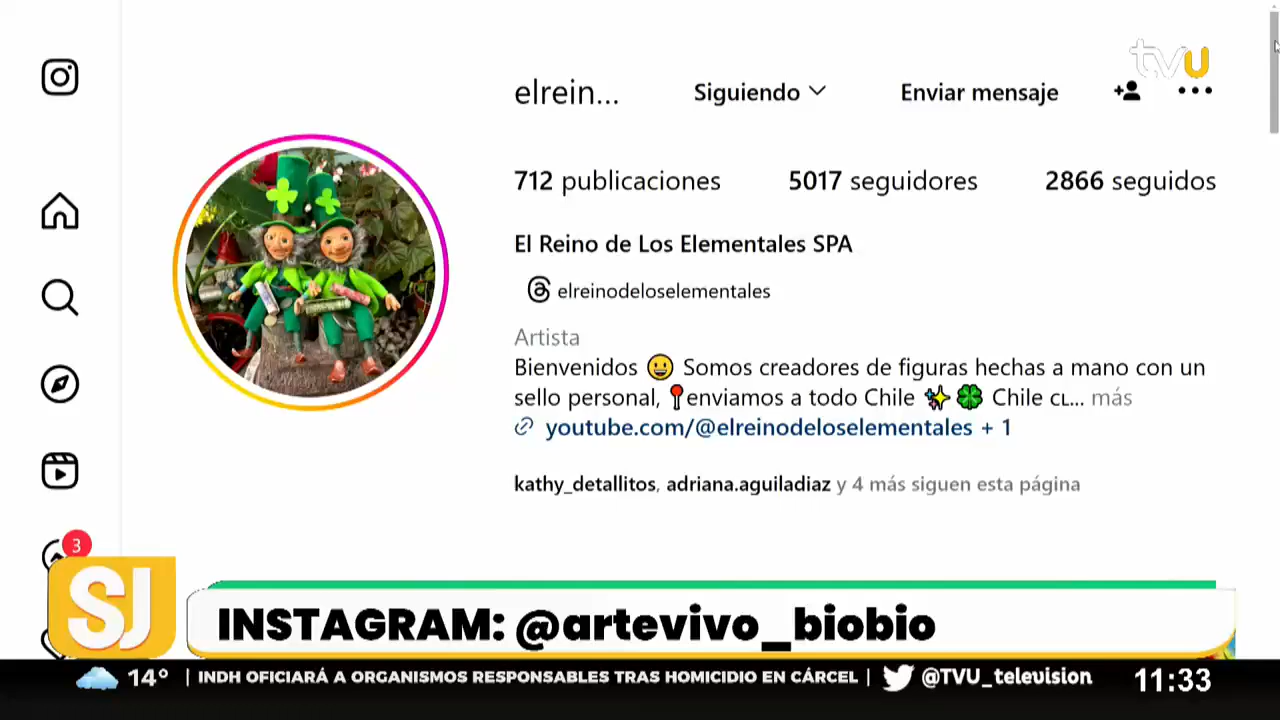 tvU
elrein...
Siguiendo
Enviar mensaje
712 publicaciones
5017 seguidores
2866 seguidos
El Reino de Los Elementales SPA
elreinodeloselementales
Artista
Bienvenidos 😀 Somos creadores de figuras hechas a mano con un
sello personal, 📍enviamos a todo Chile ✨🍀 Chile ᴄʟ... más
youtube.com/@elreinodeloselementales + 1
kathy_detallitos, adriana.aguiladiaz y 4 más siguen esta página
3
SJ
INSTAGRAM: @artevivo_biobio
14° | INDH OFICIARÁ A ORGANISMOS RESPONSABLES TRAS HOMICIDIO EN CÁRCEL | @TVU_television 11:33